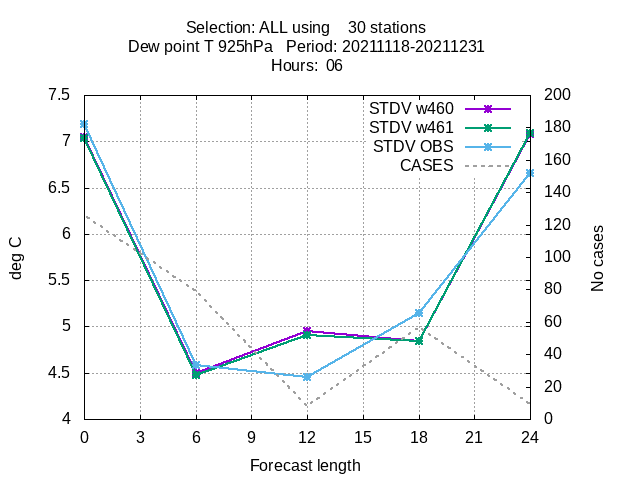 Selection: ALL using    30 stations
Dew point T 925hPa   Period: 20211118-20211231
Hours:  06
7.5
7
6.5
6
5.5
5
4.5
4
deg C
STDV w460
STDV w461
STDV OBS
CASES
200
180
160
140
120
100
80
60
40
20
0
No cases
0 3 6 9 12 15 18 21 24
Forecast length